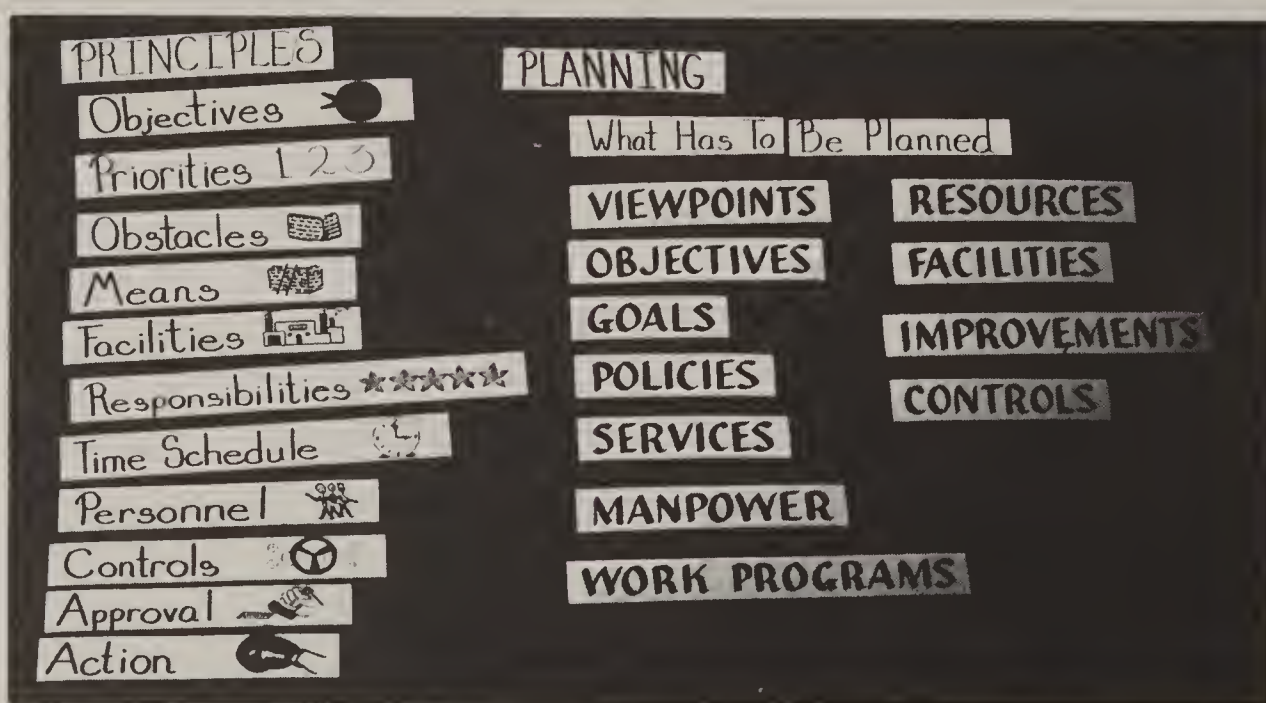 PRINCIPLES
Objectives
Priorities 1 2 3
Obstacles
Means
Facilities
Responsibilities
Time Schedule
Personnel
Controls
Approval
Action
PLANNING
What Has To Be Planned
VIEWPOINTS
OBJECTIVES
GOALS
POLICIES
SERVICES
MANPOWER
WORK PROGRAMS
RESOURCES
FACILITIES
IMPROVEMENTS
CONTROLS